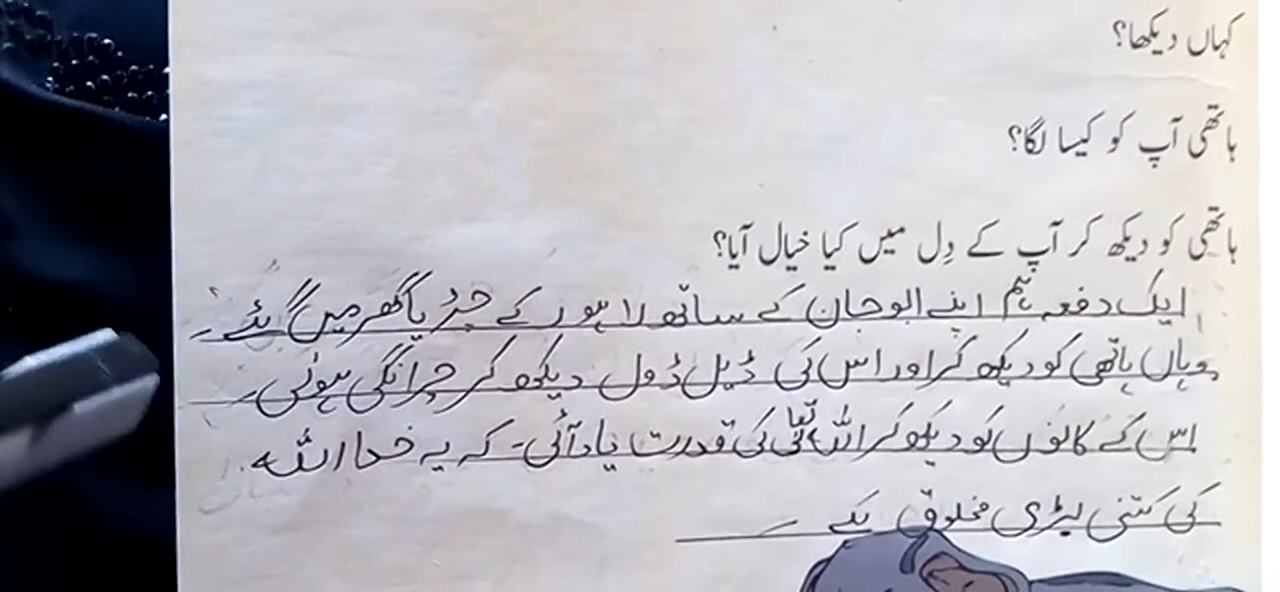 کہاں دیکھا؟
ہاتھی آپ کو کیسا لگا؟
ہاتھی کو دیکھ کر آپ کے دِل میں کیا خیال آیا؟
ایک دفعہ ہم اپنے ابو جان کے ساتھ لاہور کے چڑیا گھر میں گئے۔
وہاں ہاتھی کو دیکھ کر اور اس کی ڈیل ڈول دیکھ کر حیرانگی ہوئی۔
اس کے کانوں کو دیکھ کر اللہ تعالٰی کی قدرت یاد آئی۔ کہ یہ خدا اللہ
کی کتنی بڑی مخلوق ہے۔